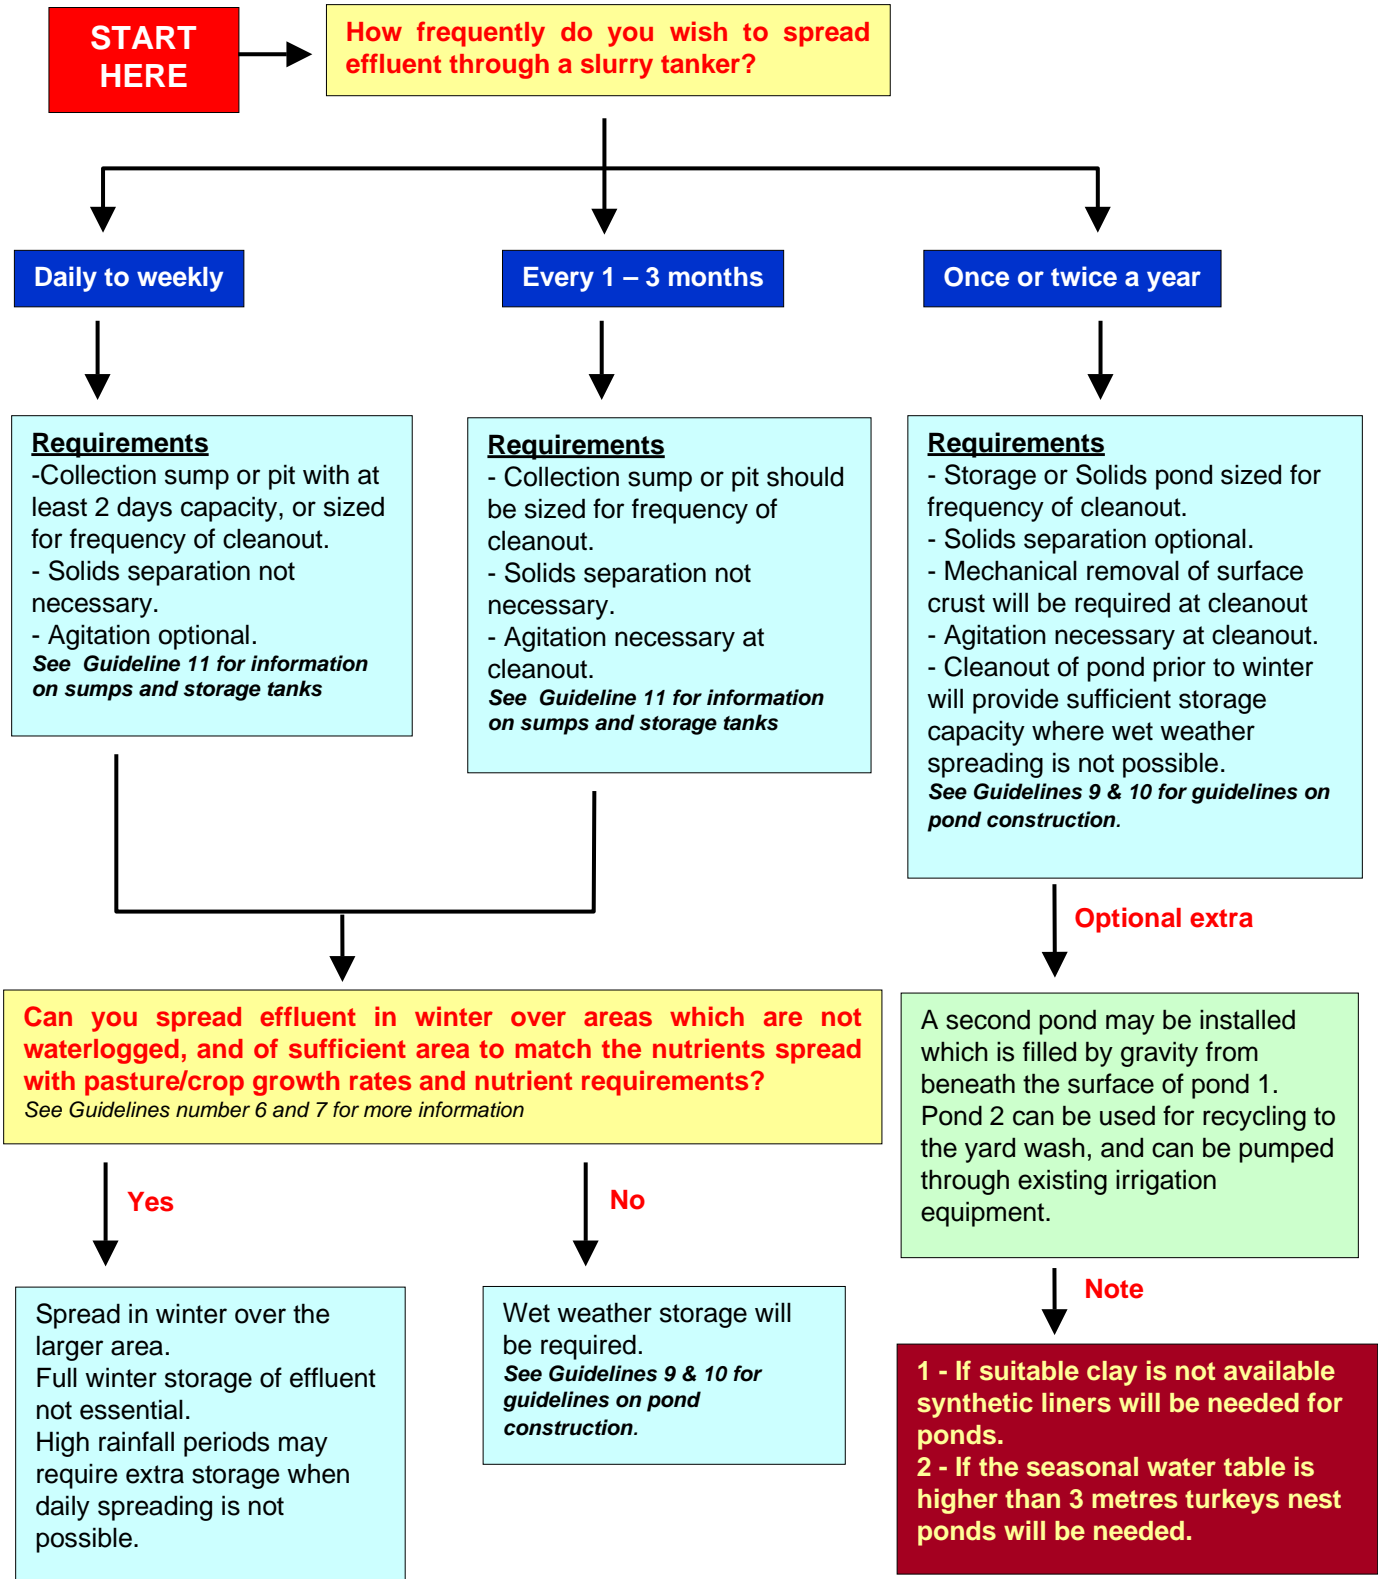 START
HERE
How frequently do you wish to spread
effluent through a slurry tanker?
Daily to weekly
Every 1 – 3 months
Once or twice a year
Requirements
-Collection sump or pit with at
least 2 days capacity, or sized
for frequency of cleanout.
- Solids separation not
necessary.
- Agitation optional.
See Guideline 11 for information
on sumps and storage tanks
Requirements
- Collection sump or pit should
be sized for frequency of
cleanout.
- Solids separation not
necessary.
- Agitation necessary at
cleanout.
See Guideline 11 for information
on sumps and storage tanks
Requirements
- Storage or Solids pond sized for
frequency of cleanout.
- Solids separation optional.
- Mechanical removal of surface
crust will be required at cleanout
- Agitation necessary at cleanout.
- Cleanout of pond prior to winter
will provide sufficient storage
capacity where wet weather
spreading is not possible.
See Guidelines 9 & 10 for guidelines on
pond construction.
Optional extra
Can you spread effluent in winter over areas which are not
waterlogged, and of sufficient area to match the nutrients spread
with pasture/crop growth rates and nutrient requirements?
See Guidelines number 6 and 7 for more information
A second pond may be installed
which is filled by gravity from
beneath the surface of pond 1.
Pond 2 can be used for recycling to
the yard wash, and can be pumped
through existing irrigation
equipment.
Yes
No
Note
Spread in winter over the
larger area.
Full winter storage of effluent
not essential.
High rainfall periods may
require extra storage when
daily spreading is not
possible.
Wet weather storage will
be required.
See Guidelines 9 & 10 for
guidelines on pond
construction.
1 - If suitable clay is not available
synthetic liners will be needed for
ponds.
2 - If the seasonal water table is
higher than 3 metres turkeys nest
ponds will be needed.